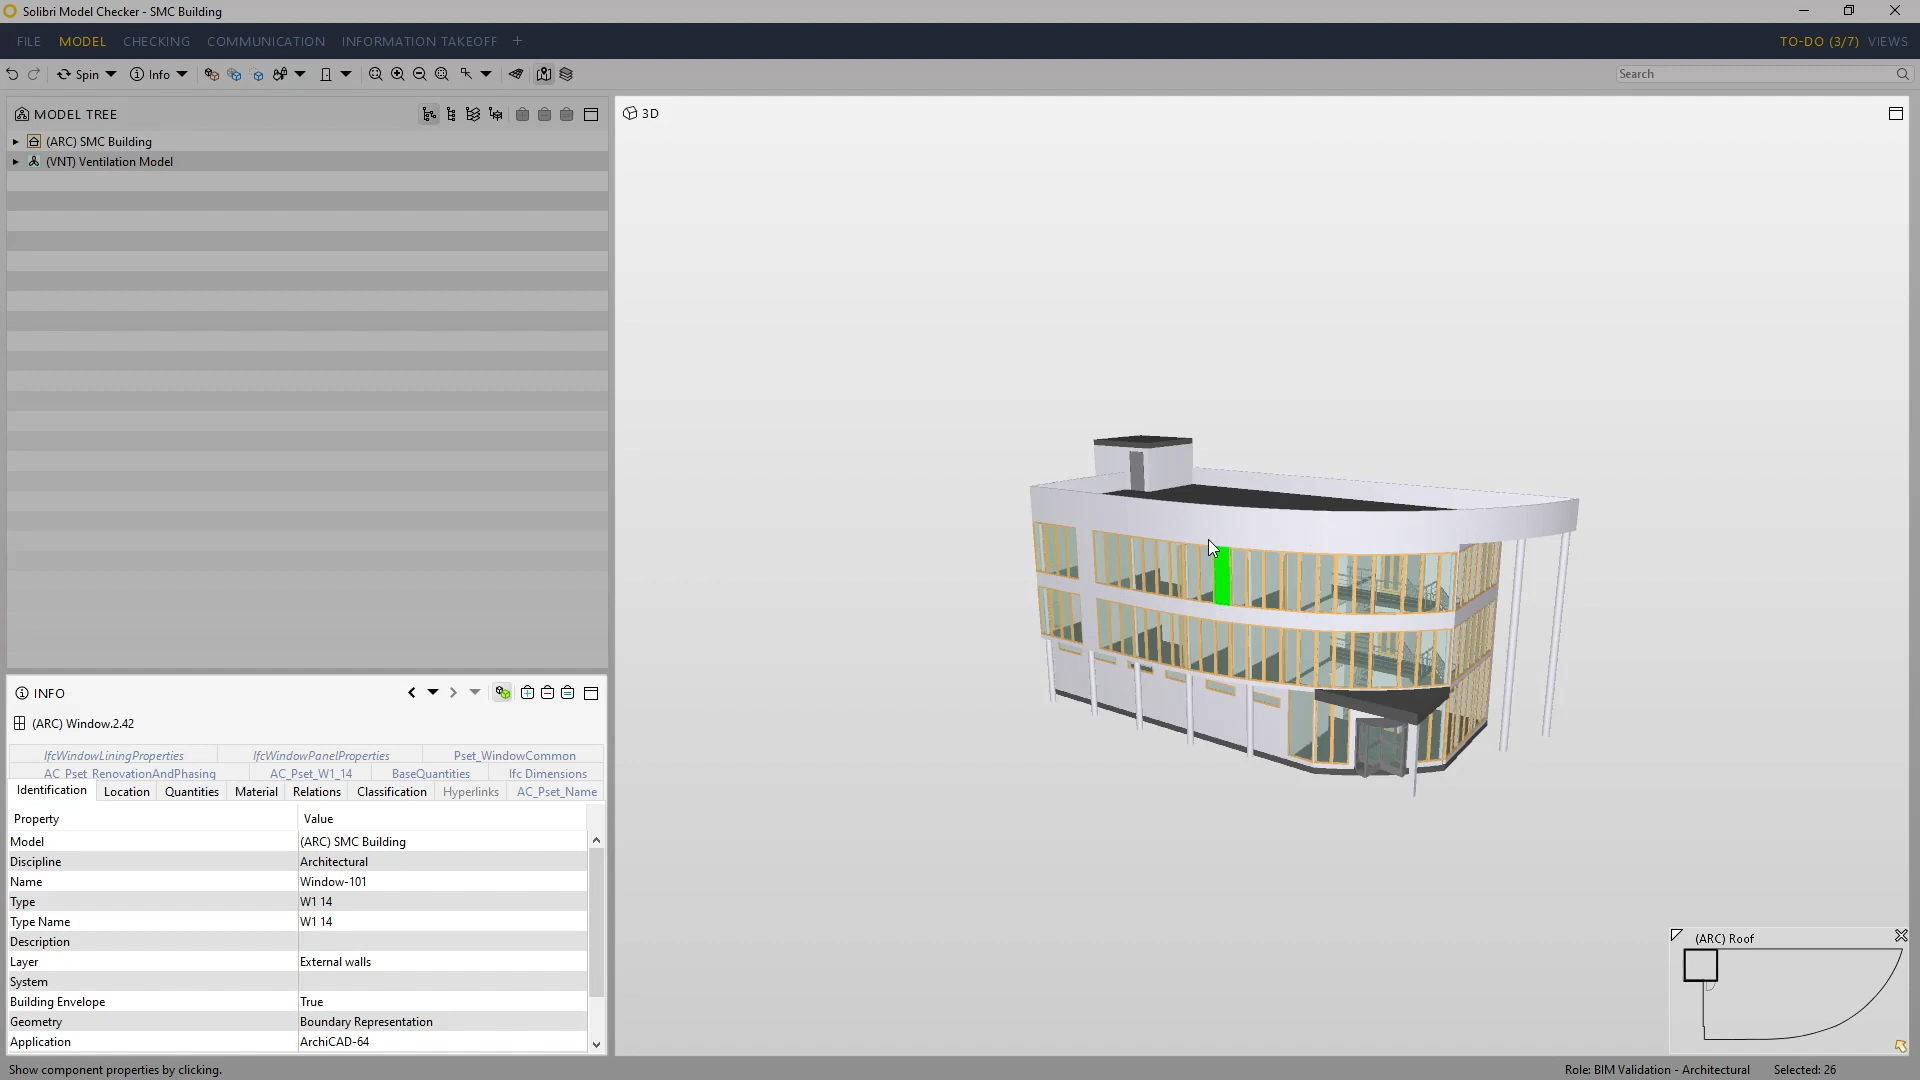 Solibri Model Checker - SMC Building
FILE MODEL CHECKING COMMUNICATION INFORMATION TAKEOFF + TO-DO (3/7) VIEWS
Spin Info Search
MODEL TREE
(ARC) SMC Building
(VNT) Ventilation Model
3D
INFO
(ARC) Window.2.42
IfcWindowLiningProperties IfcWindowPanelProperties Pset_WindowCommon
AC_Pset_RenovationAndPhasing AC_Pset_W1_14 BaseQuantities Ifc Dimensions
Identification Location Quantities Material Relations Classification Hyperlinks AC_Pset_Name
Property Value
Model (ARC) SMC Building
Discipline Architectural
Name Window-101
Type W1 14
Type Name W1 14
Description
Layer External walls
System
Building Envelope True
Geometry Boundary Representation
Application ArchiCAD-64
(ARC) Roof
Show component properties by clicking. Role: BIM Validation - Architectural Selected: 26